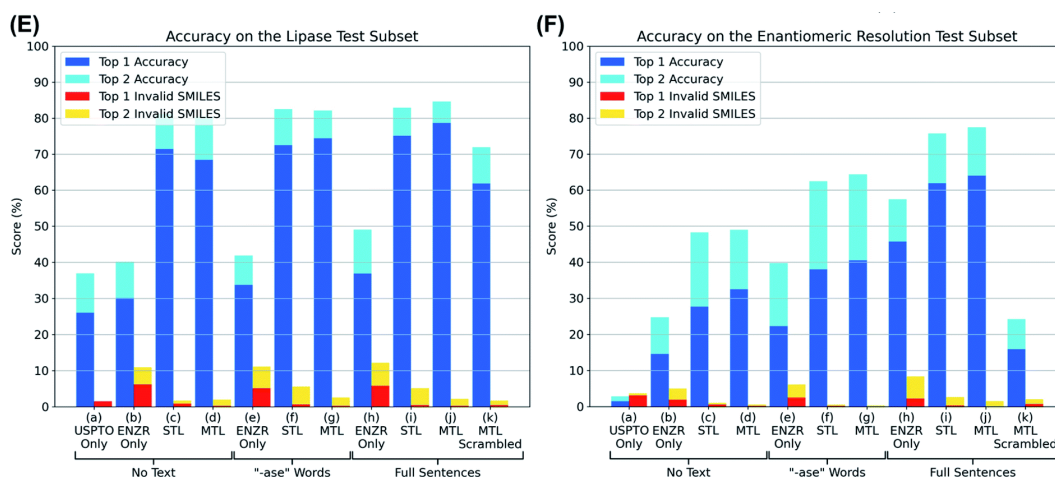 (E)
Accuracy on the Lipase Test Subset
Top 1 Accuracy
Top 2 Accuracy
Top 1 Invalid SMILES
Top 2 Invalid SMILES
Score (%)
100
90
80
70
60
50
40
30
20
10
0
(a) (b) (c) (d) (e) (f) (g) (h) (i) (j) (k)
USPTO ENZR STL MTL ENZR STL MTL ENZR STL MTL MTL
Only Only Only Only Scrambled
No Text "-ase" Words Full Sentences
(F)
Accuracy on the Enantiomeric Resolution Test Subset
Top 1 Accuracy
Top 2 Accuracy
Top 1 Invalid SMILES
Top 2 Invalid SMILES
Score (%)
100
90
80
70
60
50
40
30
20
10
0
(a) (b) (c) (d) (e) (f) (g) (h) (i) (j) (k)
USPTO ENZR STL MTL ENZR STL MTL ENZR STL MTL MTL
Only Only Only Only Scrambled
No Text "-ase" Words Full Sentences